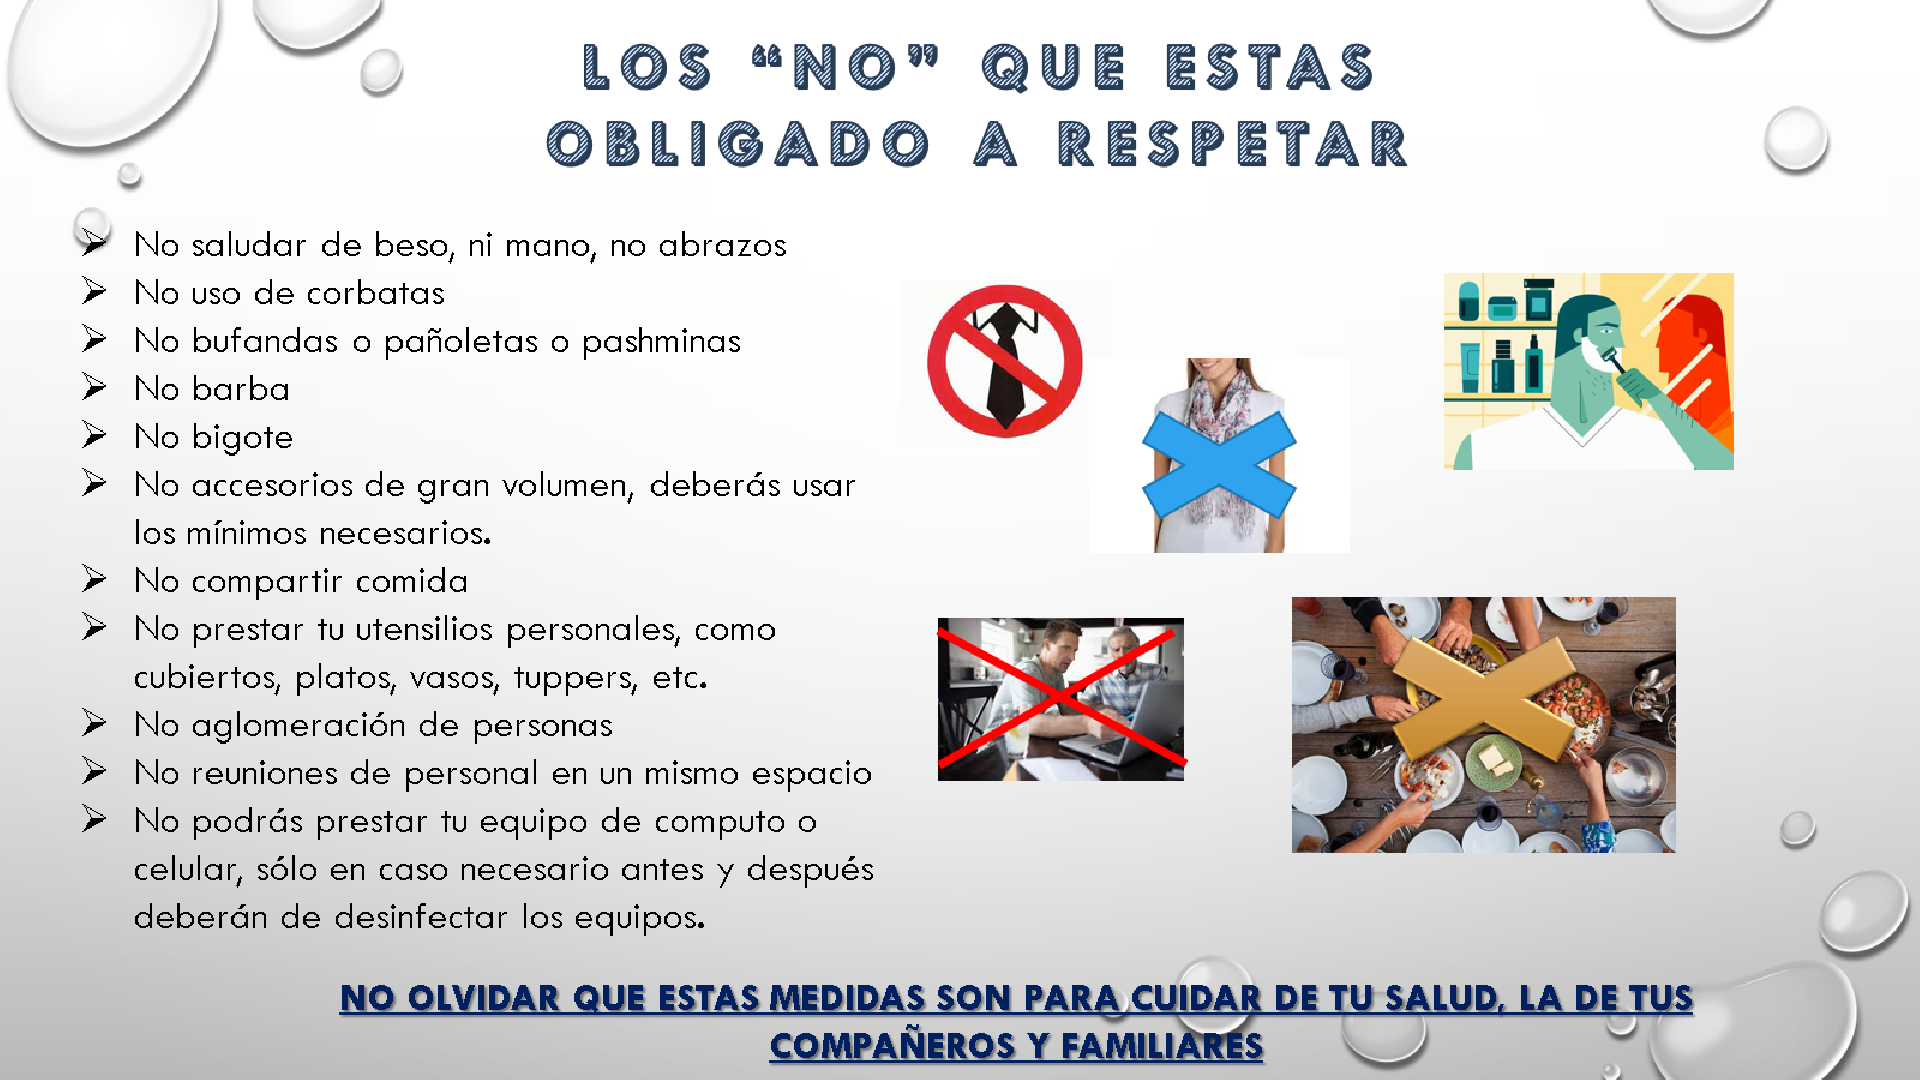 LOS “NO” QUE ESTAS
OBLIGADO A RESPETAR
➢ No saludar de beso, ni mano, no abrazos
➢ No uso de corbatas
➢ No bufandas o pañoletas o pashminas
➢ No barba
➢ No bigote
➢ No accesorios de gran volumen, deberás usar
los mínimos necesarios.
➢ No compartir comida
➢ No prestar tu utensilios personales, como
cubiertos, platos, vasos, tuppers, etc.
➢ No aglomeración de personas
➢ No reuniones de personal en un mismo espacio
➢ No podrás prestar tu equipo de computo o
celular, sólo en caso necesario antes y después
deberán de desinfectar los equipos.
NO OLVIDAR QUE ESTAS MEDIDAS SON PARA CUIDAR DE TU SALUD, LA DE TUS
COMPAÑEROS Y FAMILIARES